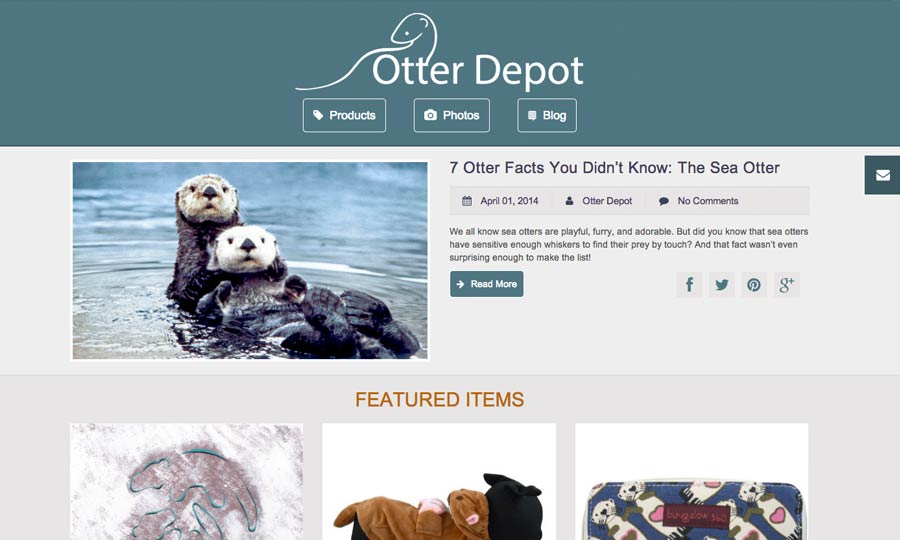 Otter Depot
Products
Photos
Blog
7 Otter Facts You Didn't Know: The Sea Otter
April 01, 2014
Otter Depot
No Comments
We all know sea otters are playful, furry, and adorable. But did you know that sea otters
have sensitive enough whiskers to find their prey by touch? And that fact wasn't even
surprising enough to make the list!
Read More
f
g+
FEATURED ITEMS
bungalow 360